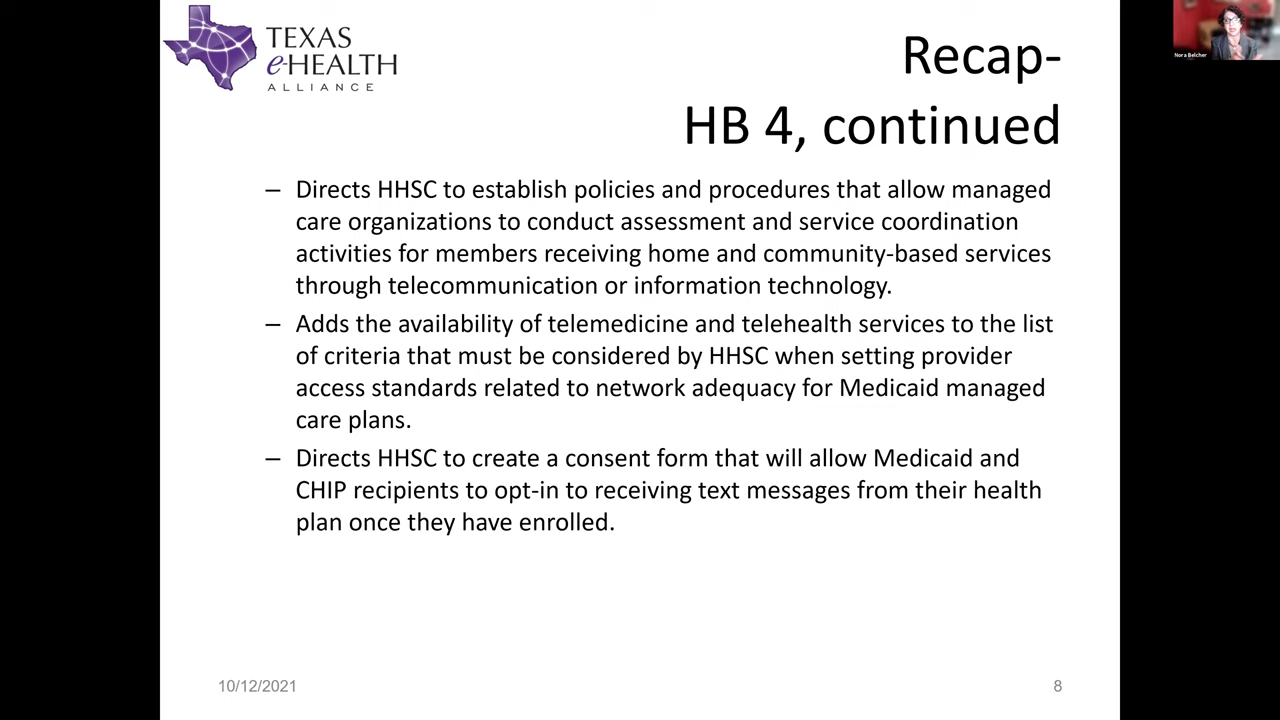 TEXAS
e-HEALTH
ALLIANCE
Recap-
HB 4, continued
Nora Belcher
– Directs HHSC to establish policies and procedures that allow managed
care organizations to conduct assessment and service coordination
activities for members receiving home and community-based services
through telecommunication or information technology.
– Adds the availability of telemedicine and telehealth services to the list
of criteria that must be considered by HHSC when setting provider
access standards related to network adequacy for Medicaid managed
care plans.
– Directs HHSC to create a consent form that will allow Medicaid and
CHIP recipients to opt-in to receiving text messages from their health
plan once they have enrolled.
10/12/2021
8